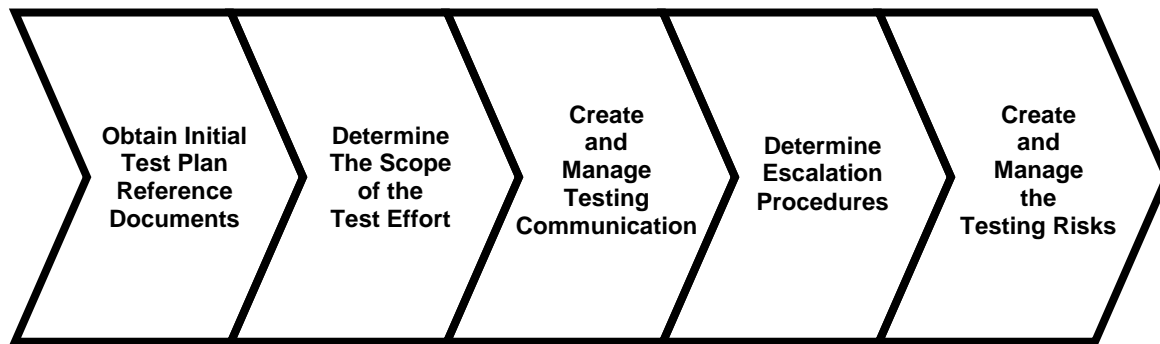 Obtain Initial
Test Plan
Reference
Documents
Determine
The Scope
of the
Test Effort
Create
and
Manage
Testing
Communication
Determine
Escalation
Procedures
Create
and
Manage
the
Testing Risks